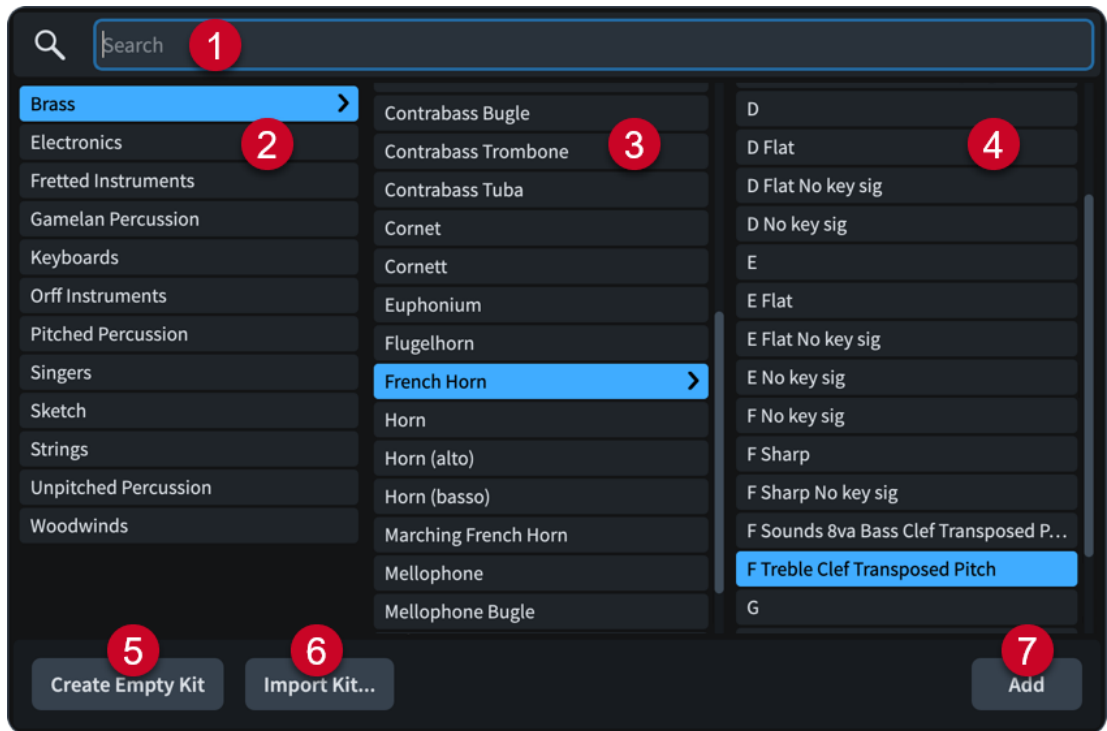 Search
1
Brass
2
Electronics
Fretted Instruments
Gamelan Percussion
Keyboards
Orff Instruments
Pitched Percussion
Singers
Sketch
Strings
Unpitched Percussion
Woodwinds
3
Contrabass Bugle
Contrabass Trombone
Contrabass Tuba
Cornet
Cornett
Euphonium
Flugelhorn
French Horn
Horn
Horn (alto)
Horn (basso)
Marching French Horn
Mellophone
Mellophone Bugle
4
D
D Flat
D Flat No key sig
D No key sig
E
E Flat
E Flat No key sig
E No key sig
F No key sig
F Sharp
F Sharp No key sig
F Sounds 8va Bass Clef Transposed P...
F Treble Clef Transposed Pitch
G
5
Create Empty Kit
6
Import Kit...
7
Add